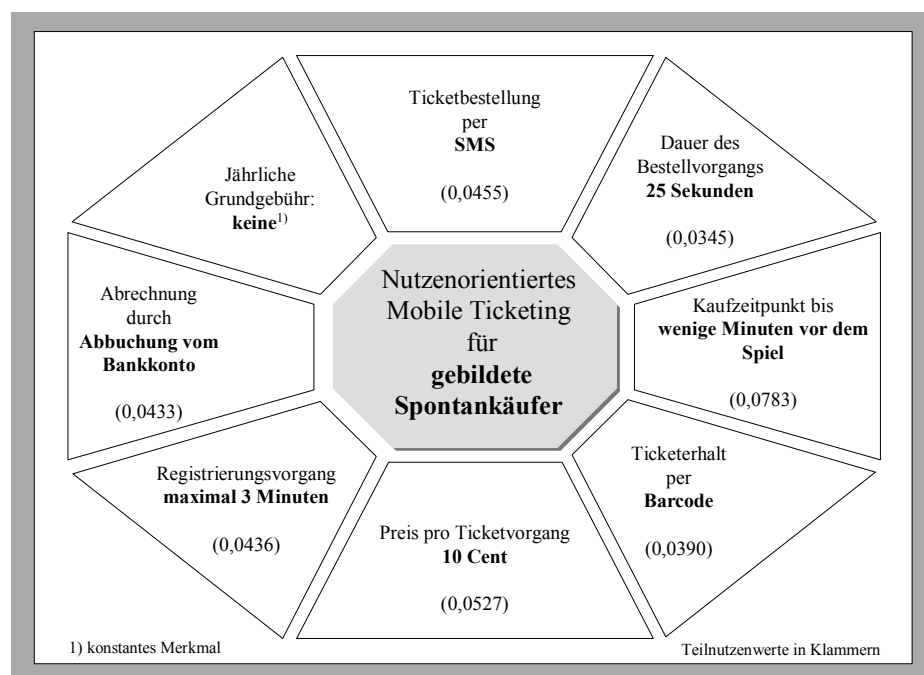 Ticketbestellung
per
SMS
(0,0455)
Dauer des
Bestellvorgangs
25 Sekunden
(0,0345)
Kaufzeitpunkt bis
wenige Minuten vor dem
Spiel
(0,0783)
Ticketerhalt
per
Barcode
(0,0390)
Preis pro Ticketvorgang
10 Cent
(0,0527)
Registrierungsvorgang
maximal 3 Minuten
(0,0436)
Abrechnung
durch
Abbuchung vom
Bankkonto
(0,0433)
Jährliche
Grundgebühr:
keine1)
Nutzenorientiertes
Mobile Ticketing
für
gebildete
Spontankäufer
1) konstantes Merkmal
Teilnutzenwerte in Klammern